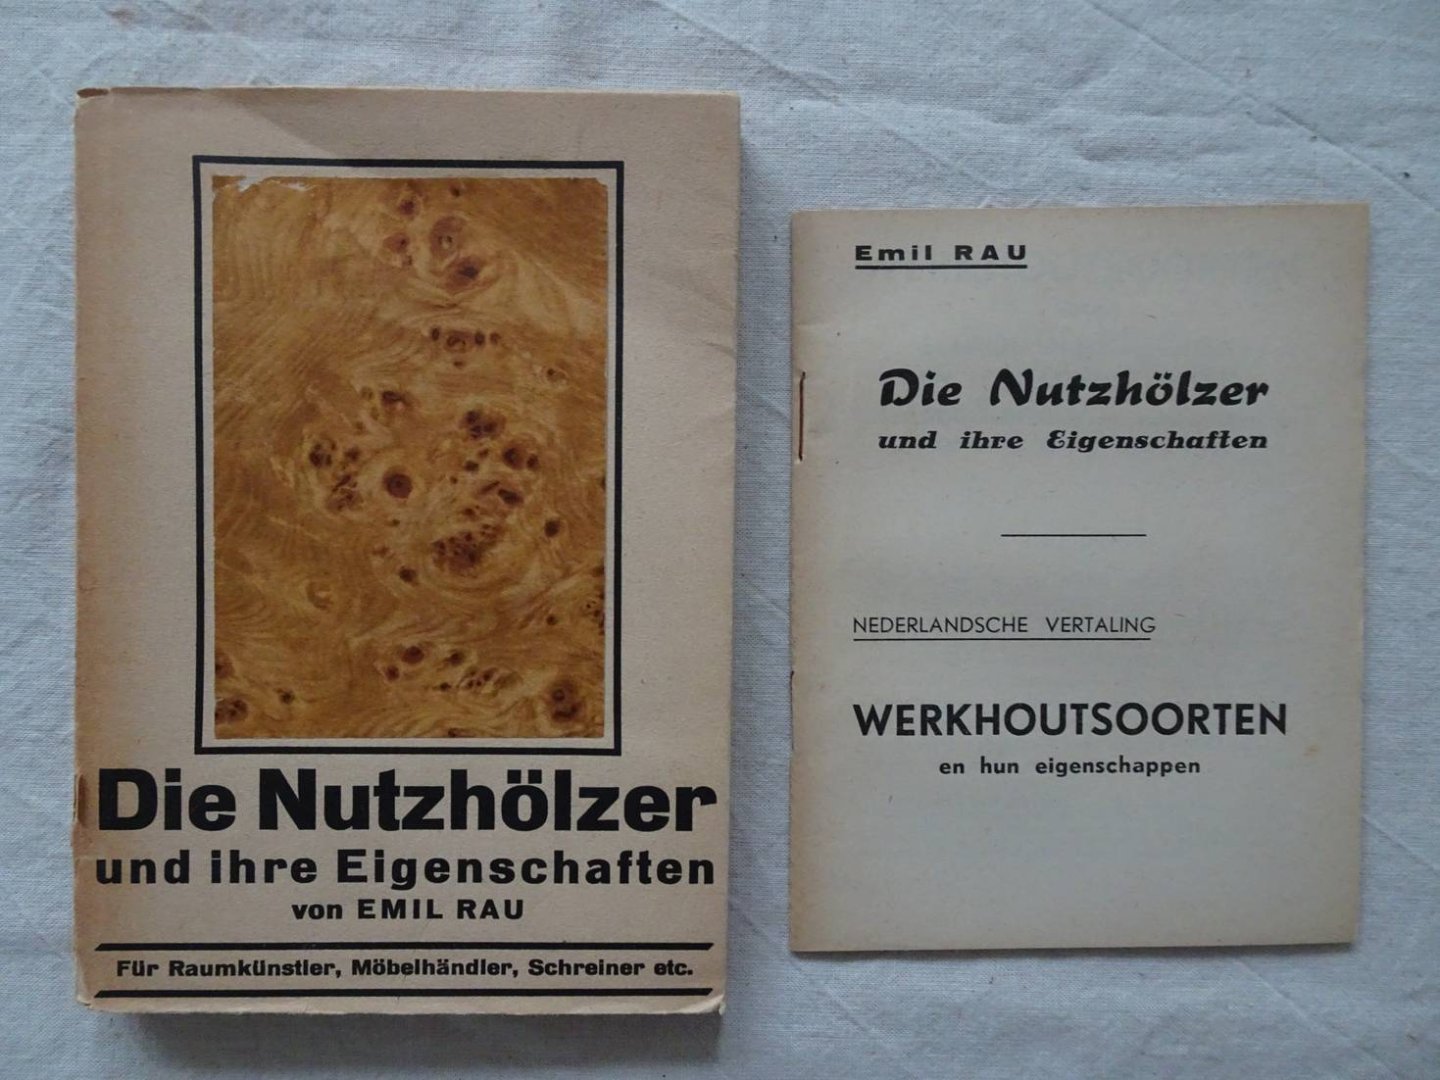 Die Nutzhölzer
und ihre Eigenschaften
von EMIL RAU
Für Raumkünstler, Möbelhändler, Schreiner etc.
Emil RAU
Die Nutzhölzer
und ihre Eigenschaften
NEDERLANDSCHE VERTALING
WERKHOUTSOORTEN
en hun eigenschappen